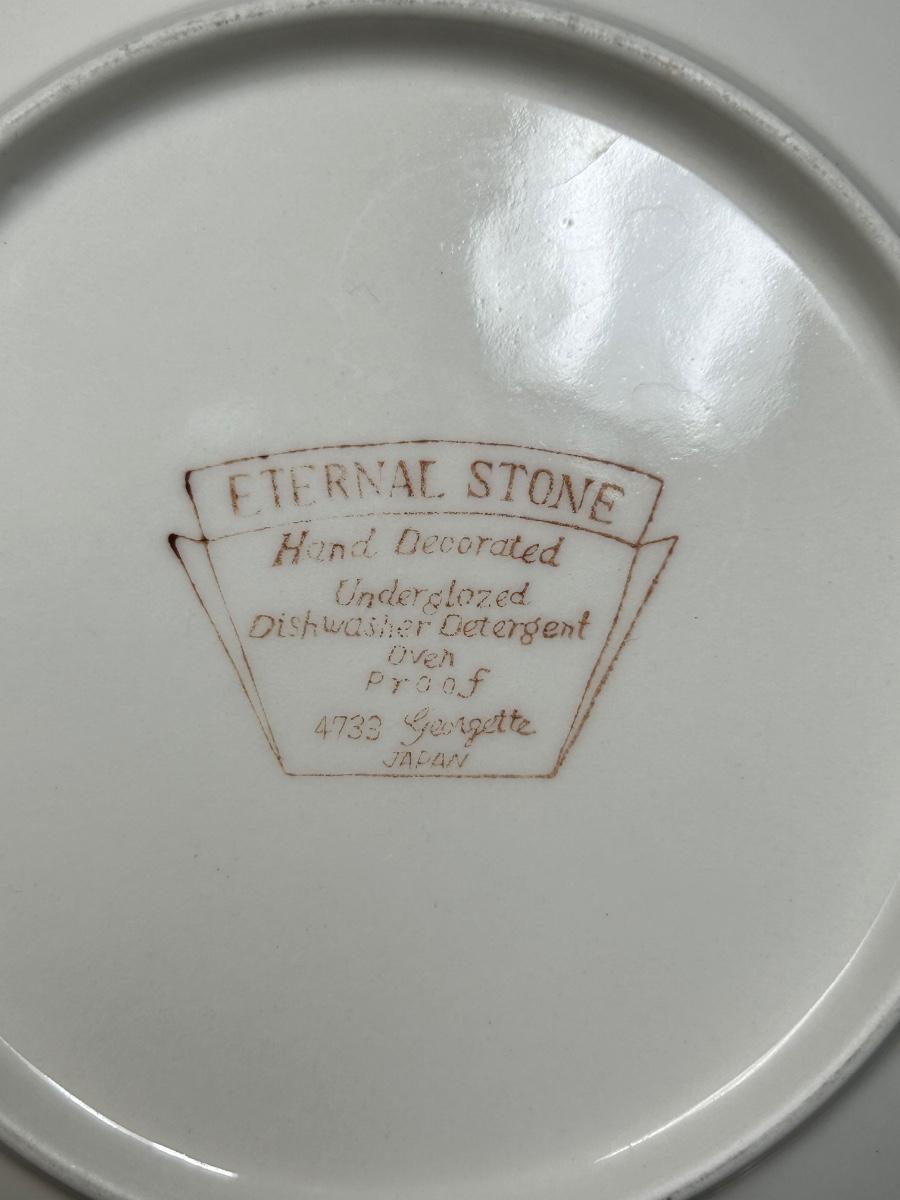 ETERNAL STONE
Hand Decorated
Underglazed
Dishwasher Detergent
Oven
Proof
4733 Georgette
JAPAN